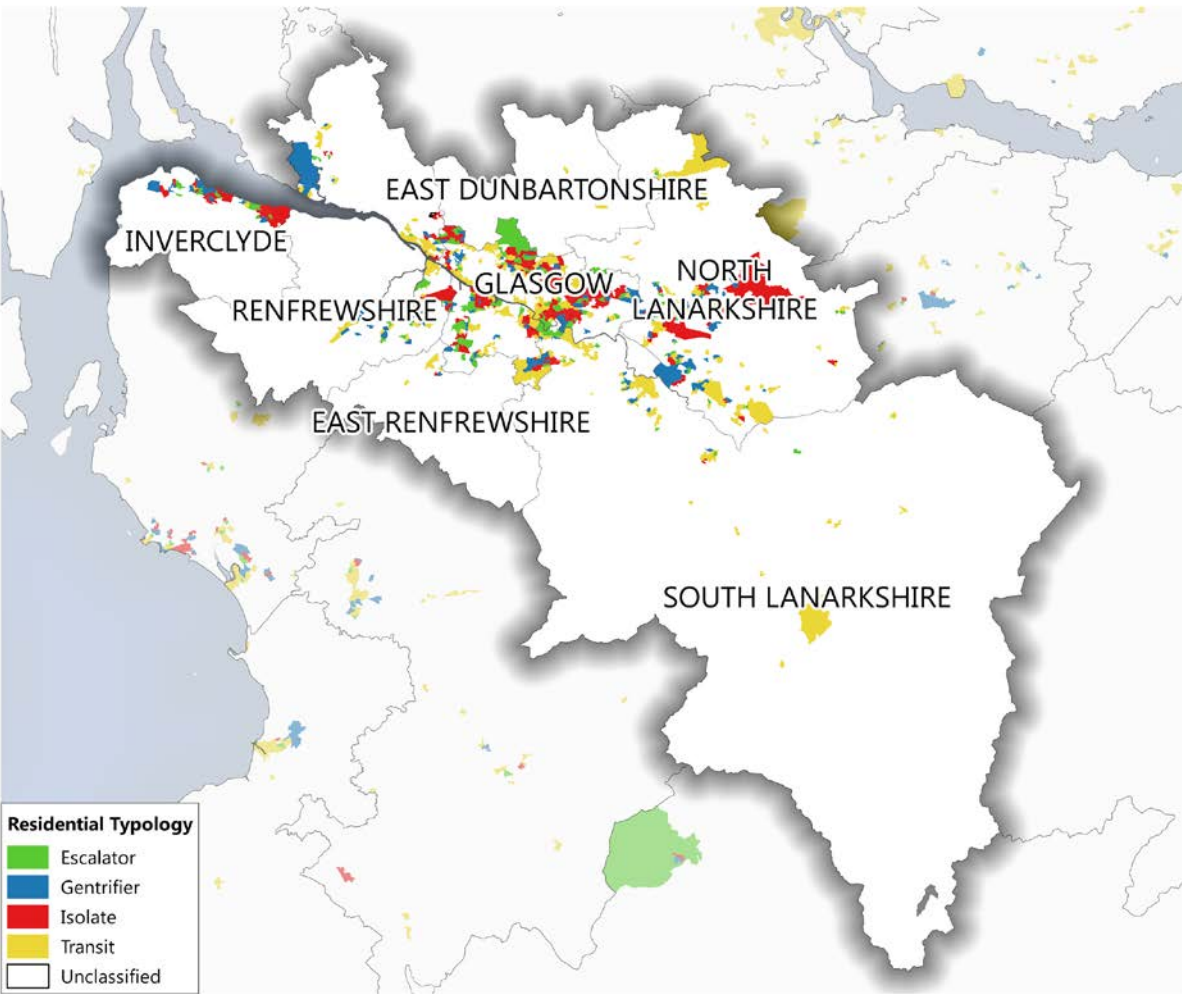 EAST DUNBARTONSHIRE
INVERCLYDE
GLASGOW
NORTH
LANARKSHIRE
RENFREWSHIRE
EAST RENFREWSHIRE
SOUTH LANARKSHIRE
Residential Typology
Escalator
Gentrifier
Isolate
Transit
Unclassified